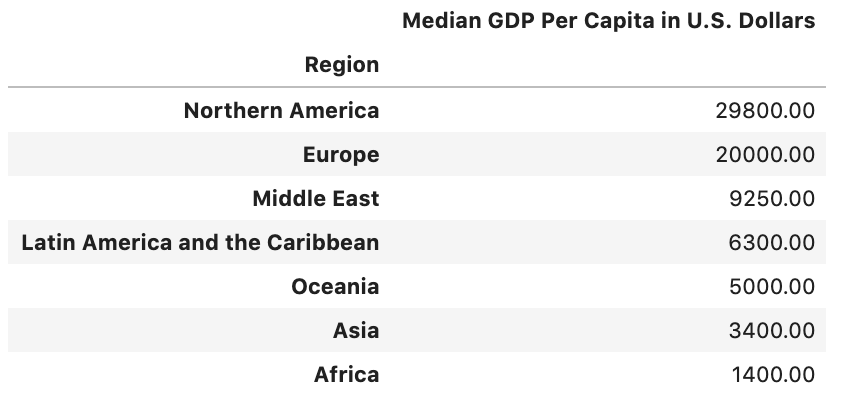 Median GDP Per Capita in U.S. Dollars
Region
Northern America 29800.00
Europe 20000.00
Middle East 9250.00
Latin America and the Caribbean 6300.00
Oceania 5000.00
Asia 3400.00
Africa 1400.00